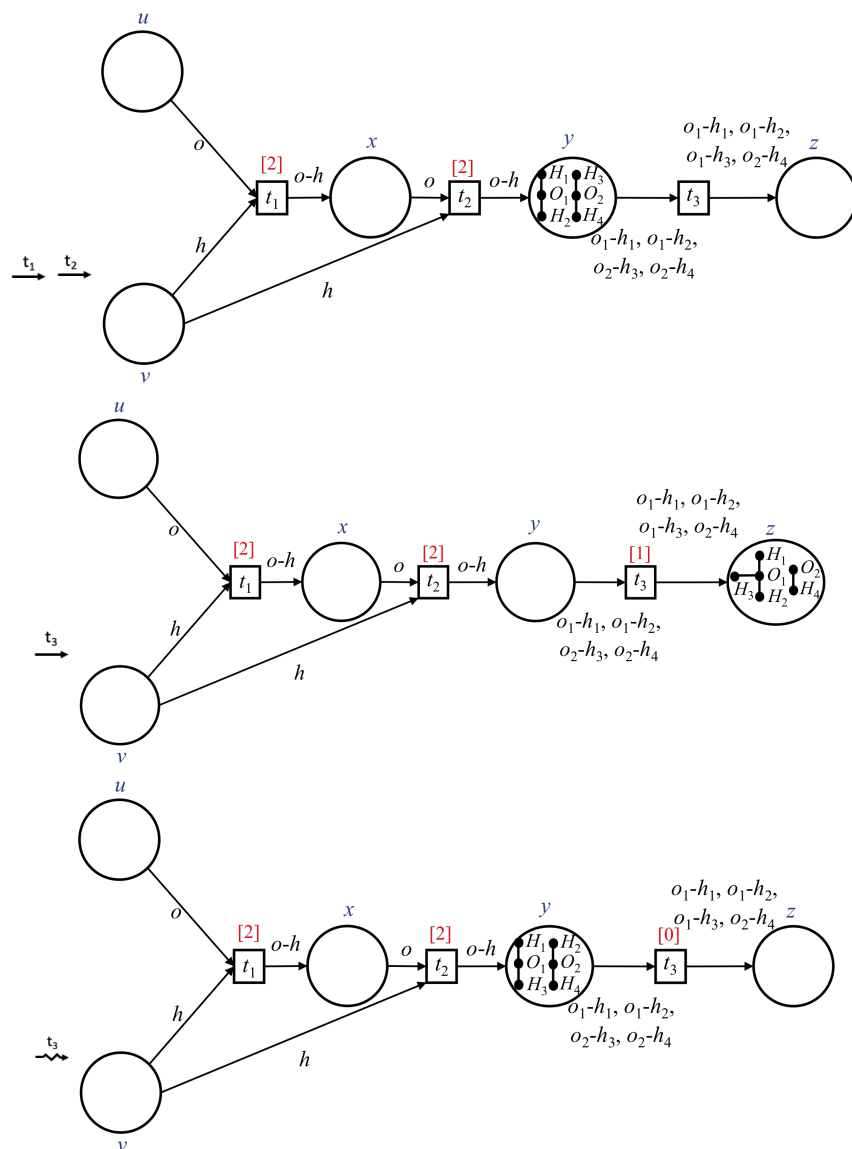 u
o
[2]
t1
o-h
x
o
[2]
t2
o-h
y
H1 H3
O1 O2
H2 H4
o1-h1, o1-h2,
o1-h3, o2-h4
z
t3
o1-h1, o1-h2,
o2-h3, o2-h4
h
h
t1 t2
v
u
o
[2]
t1
o-h
x
o
[2]
t2
o-h
y
o1-h1, o1-h2,
o1-h3, o2-h4
z
[1]
t3
H1
O1 O2
H3 H2 H4
o1-h1, o1-h2,
o2-h3, o2-h4
h
h
t3
v
u
o
[2]
t1
o-h
x
o
[2]
t2
o-h
y
H1 H2
O1 O2
H3 H4
o1-h1, o1-h2,
o1-h3, o2-h4
z
[0]
t3
o1-h1, o1-h2,
o2-h3, o2-h4
h
h
t3
v